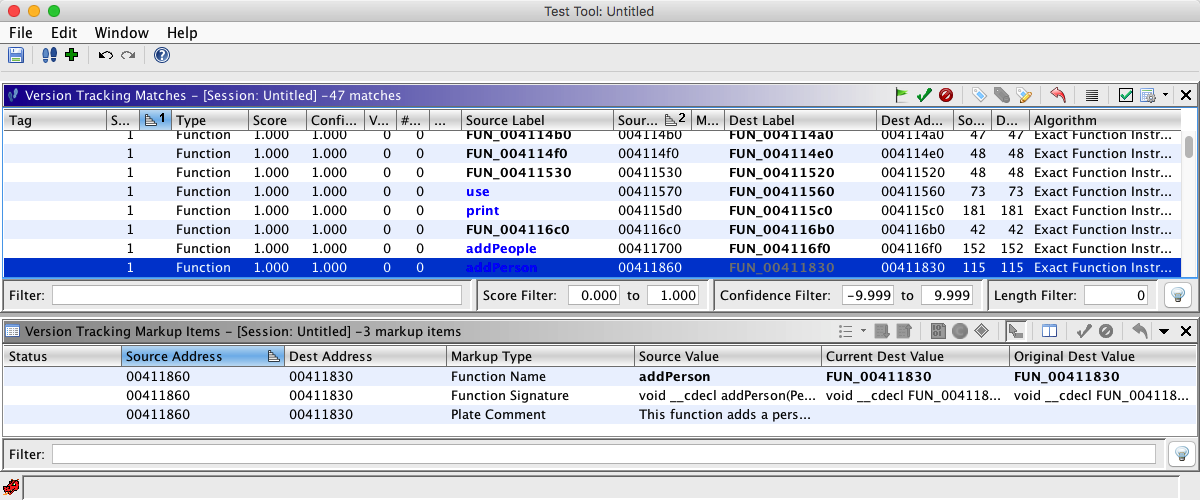 Test Tool: Untitled
File Edit Window Help
Version Tracking Matches – [Session: Untitled] –47 matches
Tag S... 1 Type Score Confi... V... #... ... Source Label Sour... 2 M... Dest Label Dest Ad... So... D... Algorithm
1 Function 1.000 1.000 0 0 FUN_004114b0 004114b0 FUN_004114a0 004114a0 47 47 Exact Function Instr...
1 Function 1.000 1.000 0 0 FUN_004114f0 004114f0 FUN_004114e0 004114e0 48 48 Exact Function Instr...
1 Function 1.000 1.000 0 0 FUN_00411530 00411530 FUN_00411520 00411520 48 48 Exact Function Instr...
1 Function 1.000 1.000 0 0 use 00411570 FUN_00411560 00411560 73 73 Exact Function Instr...
1 Function 1.000 1.000 0 0 print 004115d0 FUN_004115c0 004115c0 181 181 Exact Function Instr...
1 Function 1.000 1.000 0 0 FUN_004116c0 004116c0 FUN_004116b0 004116b0 42 42 Exact Function Instr...
1 Function 1.000 1.000 0 0 addPeople 00411700 FUN_004116f0 004116f0 152 152 Exact Function Instr...
1 Function 1.000 1.000 0 0 addPerson 00411860 FUN_00411830 00411830 115 115 Exact Function Instr...
Filter: Score Filter: 0.000 to 1.000 Confidence Filter: -9.999 to 9.999 Length Filter: 0
Version Tracking Markup Items – [Session: Untitled] –3 markup items
Status Source Address Dest Address Markup Type Source Value Current Dest Value Original Dest Value
00411860 00411830 Function Name addPerson FUN_00411830 FUN_00411830
00411860 00411830 Function Signature void __cdecl addPerson(Pe... void __cdecl FUN_004118... void __cdecl FUN_004118...
00411860 00411830 Plate Comment This function adds a pers...
Filter: